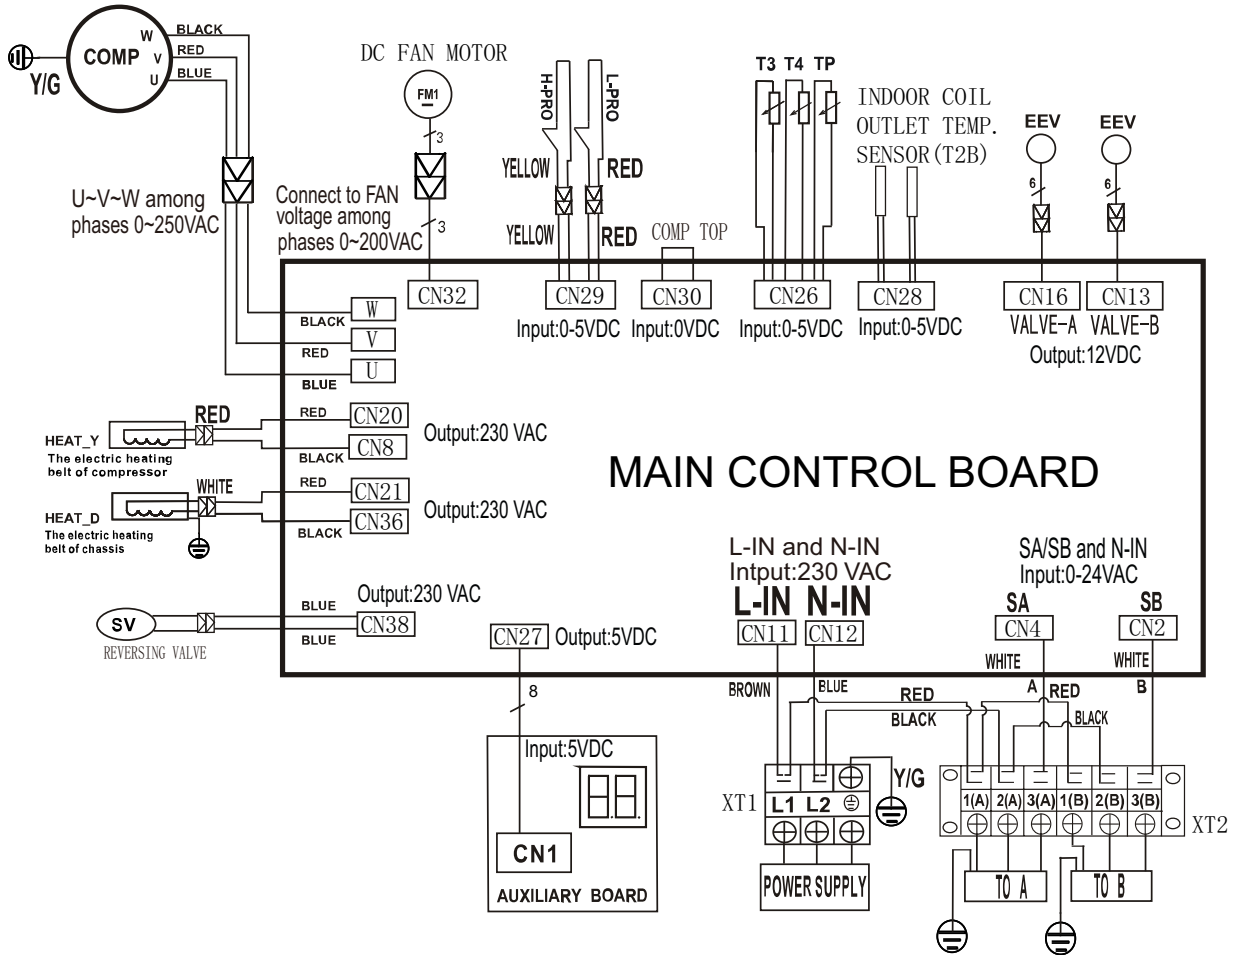 BLACK
W
RED
COMP
V
Y/G
BLUE
U
DC FAN MOTOR
FM1
3
3
U~V~W among
phases 0~250VAC
Connect to FAN
voltage among
phases 0~200VAC
H-PRO
L-PRO
YELLOW
RED
YELLOW
RED
COMP TOP
T3 T4 TP
INDOOR COIL
OUTLET TEMP.
SENSOR(T2B)
EEV
EEV
6
6
CN32
CN29
CN30
CN26
CN28
CN16
CN13
Input:0-5VDC
Input:0VDC
Input:0-5VDC
Input:0-5VDC
VALVE-A
VALVE-B
Output:12VDC
W
BLACK
V
RED
U
BLUE
RED
RED
CN20
Output:230 VAC
HEAT_Y
CN8
The electric heating
belt of compressor
BLACK
MAIN CONTROL BOARD
WHITE
RED
CN21
Output:230 VAC
HEAT_D
CN36
The electric heating
belt of chassis
BLACK
Output:230 VAC
BLUE
SV
CN38
BLUE
REVERSING VALVE
CN27
Output:5VDC
L-IN and N-IN
Intput:230 VAC
L-IN
N-IN
CN11
CN12
SA/SB and N-IN
Input:0-24VAC
SA
SB
CN4
CN2
WHITE
WHITE
BROWN
BLUE
A
RED
B
RED
BLACK
BLACK
8
Input:5VDC
8.8.
CN1
AUXILIARY BOARD
XT1
L1
L2
Y/G
POWER SUPPLY
1(A)
2(A)
3(A)
1(B)
2(B)
3(B)
XT2
TO A
TO B